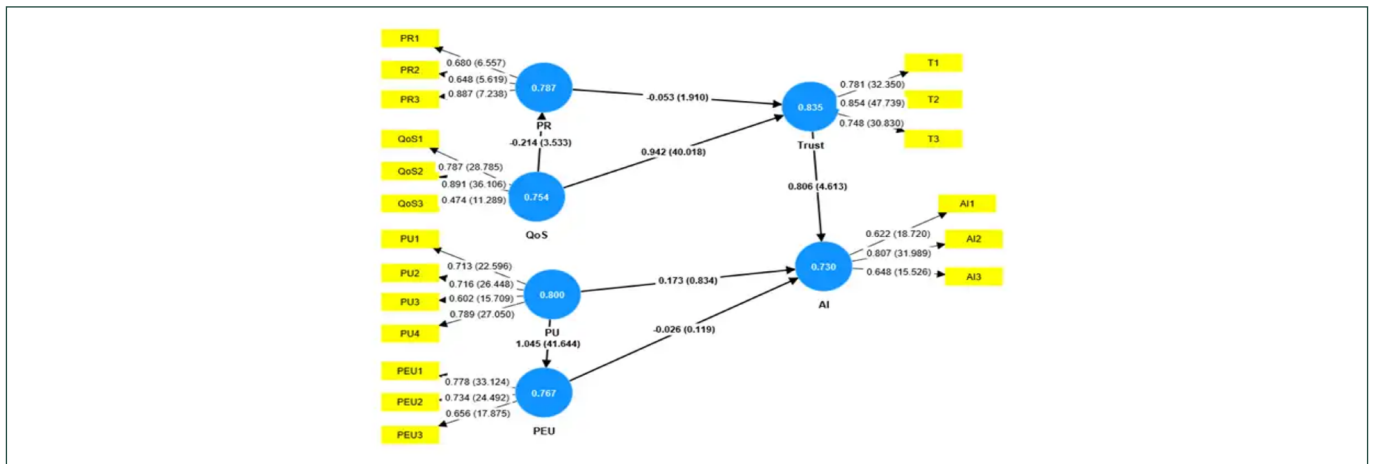 PR1
0.680 (6.557)
PR2
0.648 (5.619)
PR3
0.887 (7.238)
0.787
PR
-0.214 (3.533)
QoS1
0.787 (28.785)
QoS2
0.891 (36.106)
QoS3
0.474 (11.289)
0.754
QoS
-0.053 (1.910)
0.942 (40.018)
0.835
Trust
T1
0.781 (32.350)
0.854 (47.739)
T2
0.748 (30.830)
T3
0.806 (4.613)
PU1
0.713 (22.596)
PU2
0.716 (26.448)
PU3
0.602 (15.709)
0.789 (27.050)
PU4
0.800
PU
1.045 (41.644)
0.173 (0.834)
-0.026 (0.119)
0.730
AI
AI1
0.622 (18.720)
AI2
0.807 (31.989)
0.648 (15.526)
AI3
PEU1
0.778 (33.124)
0.734 (24.492)
PEU2
0.656 (17.875)
PEU3
0.767
PEU